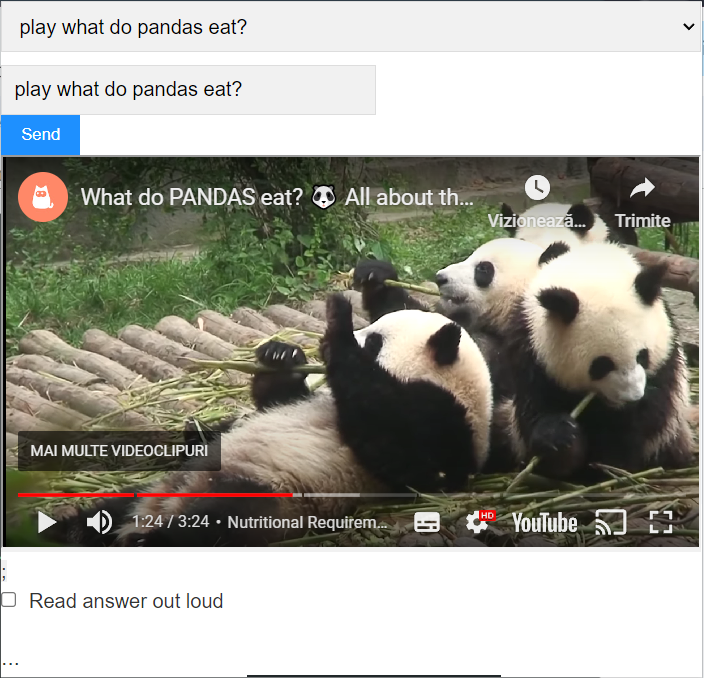 play what do pandas eat?
play what do pandas eat?
Send
What do PANDAS eat? 🐼 All about th...
Vizionează...
Trimite
MAI MULTE VIDEOCLIPURI
1:24 / 3:24 • Nutritional Requirem...
HD
YouTube
;
Read answer out loud
...